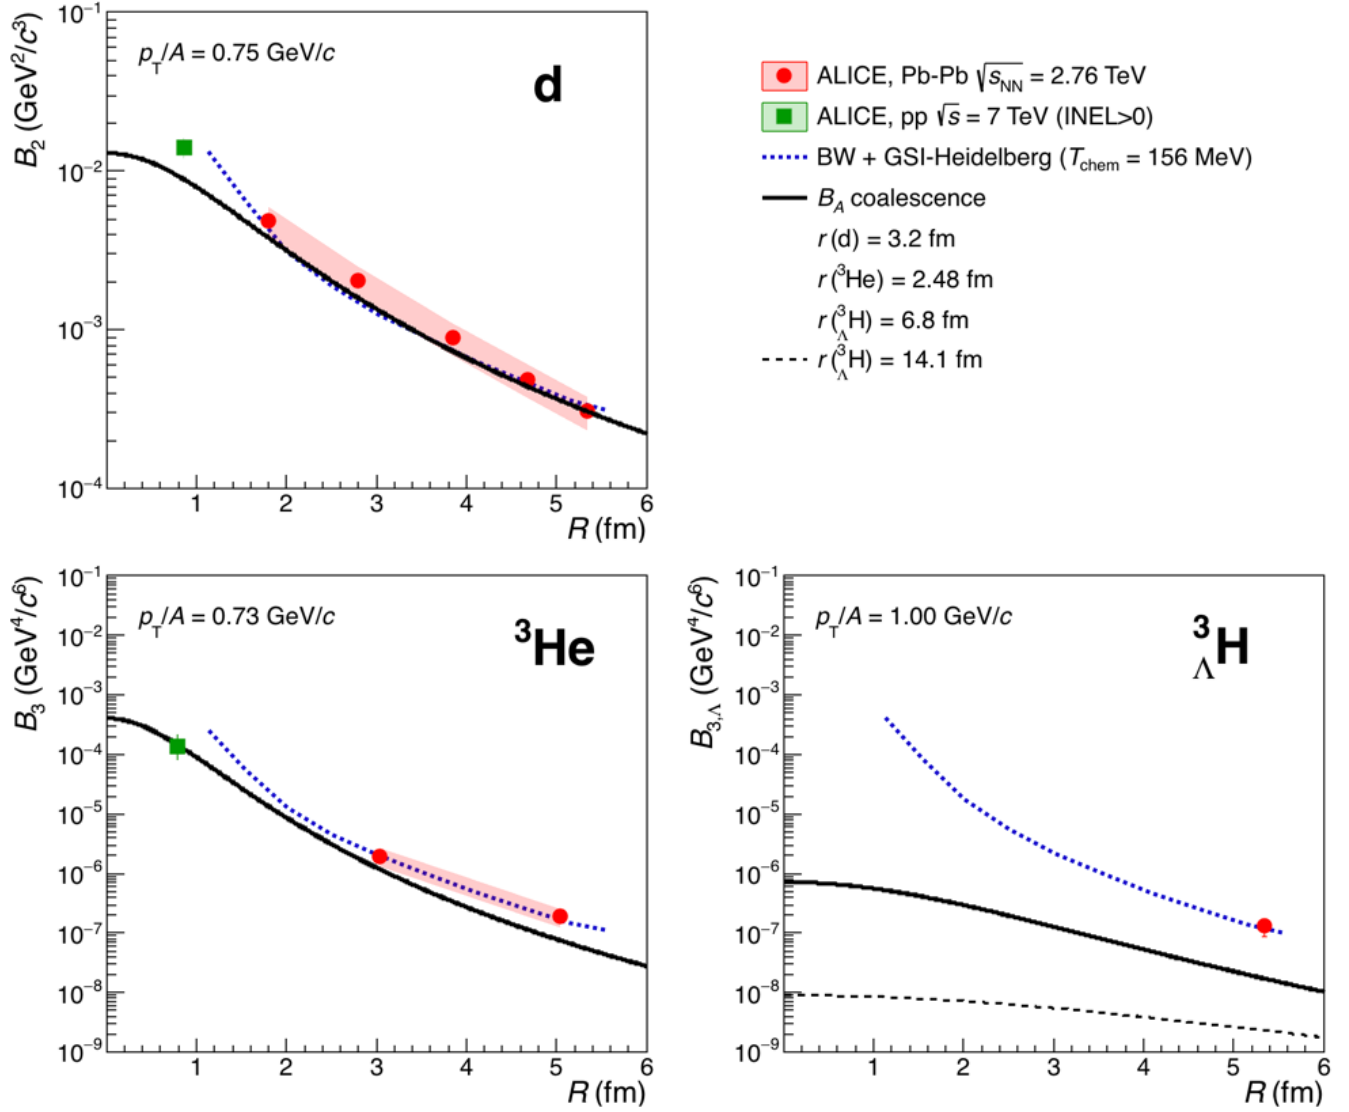 10⁻¹
10⁻²
10⁻³
10⁻⁴
B₂ (GeV²/c³)
p_T/A = 0.75 GeV/c
d
1 2 3 4 5 6
R (fm)
ALICE, Pb-Pb √s_NN = 2.76 TeV
ALICE, pp √s = 7 TeV (INEL>0)
BW + GSI-Heidelberg (T_chem = 156 MeV)
B_A coalescence
r (d) = 3.2 fm
r (³He) = 2.48 fm
r (³_ΛH) = 6.8 fm
r (³_ΛH) = 14.1 fm
10⁻¹
10⁻²
10⁻³
10⁻⁴
10⁻⁵
10⁻⁶
10⁻⁷
10⁻⁸
10⁻⁹
B₃ (GeV⁴/c⁶)
p_T/A = 0.73 GeV/c
³He
1 2 3 4 5 6
R (fm)
10⁻¹
10⁻²
10⁻³
10⁻⁴
10⁻⁵
10⁻⁶
10⁻⁷
10⁻⁸
10⁻⁹
B_3,Λ (GeV⁴/c⁶)
p_T/A = 1.00 GeV/c
³_ΛH
1 2 3 4 5 6
R (fm)